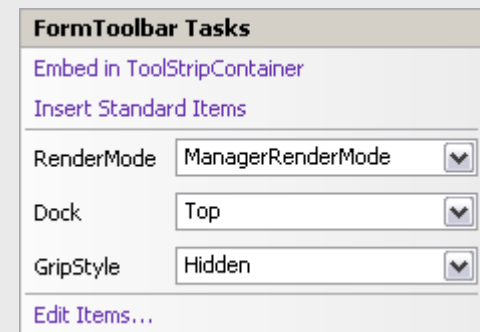 FormToolbar Tasks
Embed in ToolStripContainer
Insert Standard Items
RenderMode ManagerRenderMode
Dock Top
GripStyle Hidden
Edit Items...